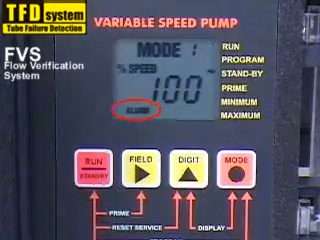 TFD system
Tube Failure Detection
FVS
Flow Verification
System
VARIABLE SPEED PUMP
MODE 1
% SPEED
100
RUN
PROGRAM
STAND-BY
PRIME
MINIMUM
MAXIMUM
RUN
STANDBY
FIELD
DIGIT
MODE
PRIME
RESET SERVICE
DISPLAY